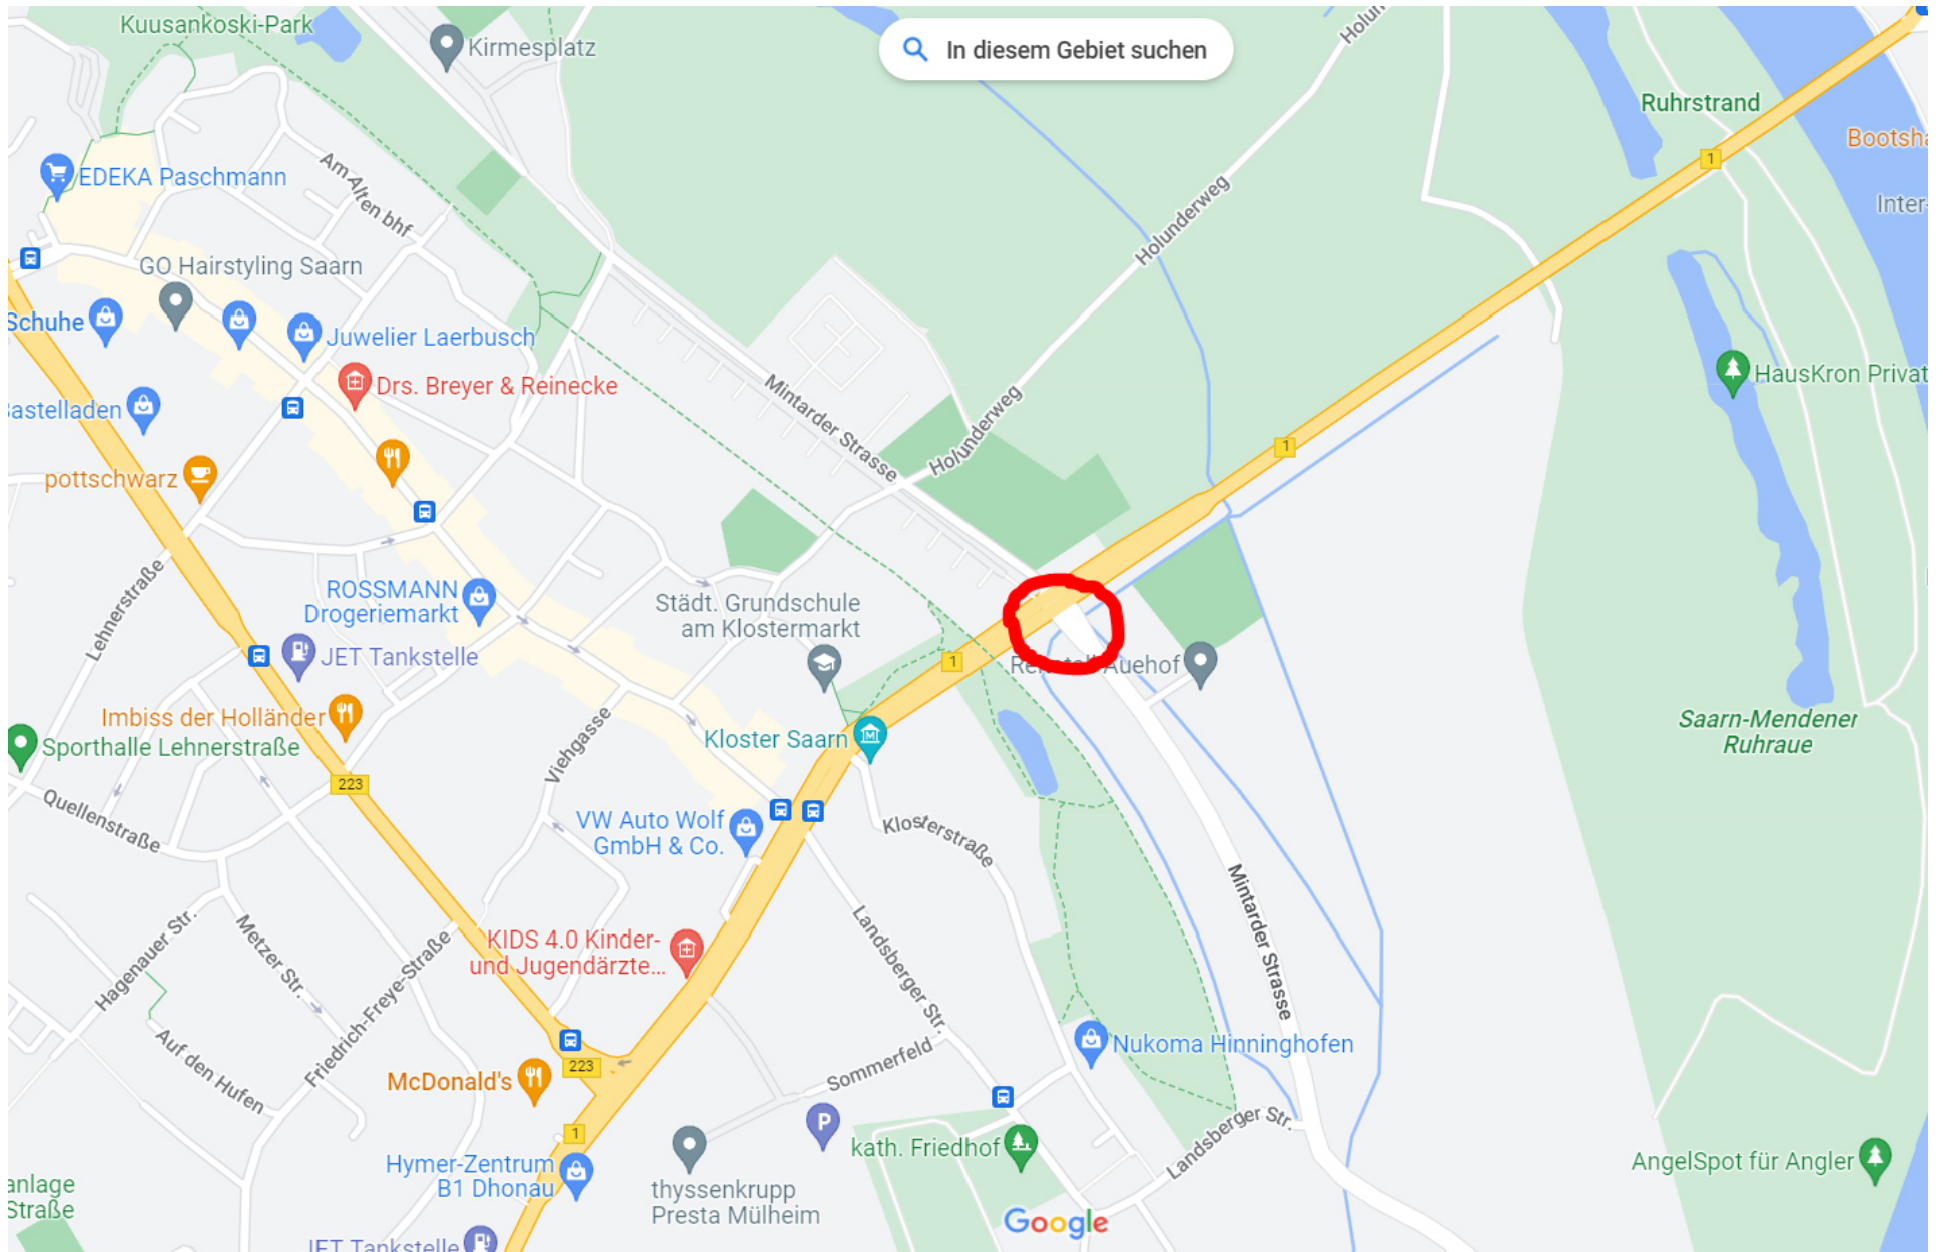 Kuusankoski-Park
Kirmesplatz
In diesem Gebiet suchen
Ruhrstrand
1
EDEKA Paschmann
Am Alten bhf
Holunderweg
GO Hairstyling Saarn
Schuhe
Juwelier Laerbusch
Drs. Breyer & Reinecke
Mintarder Strasse
Holunderweg
HausKron Privat
1
pottschwarz
Lehnerstraße
ROSSMANN
Drogeriemarkt
Städt. Grundschule
am Klostermarkt
JET Tankstelle
1
Auehof
Imbiss der Holländer
Sporthalle Lehnerstraße
Viehgasse
Kloster Saarn
Saarn-Mendener
Ruhraue
223
Quellenstraße
VW Auto Wolf
GmbH & Co.
Klosterstraße
Mintarder Strasse
Hagenauer Str.
Metzer Str.
Friedrich-Freye-Straße
KIDS 4.0 Kinder-
und Jugendärzte...
Landsberger Str.
Auf den Hufen
Nukoma Hinninghofen
223
McDonald's
Sommerfeld
P
1
kath. Friedhof
Landsberger Str.
AngelSpot für Angler
Hymer-Zentrum
B1 Dhonau
thyssenkrupp
Presta Mülheim
Google
JET Tankstelle